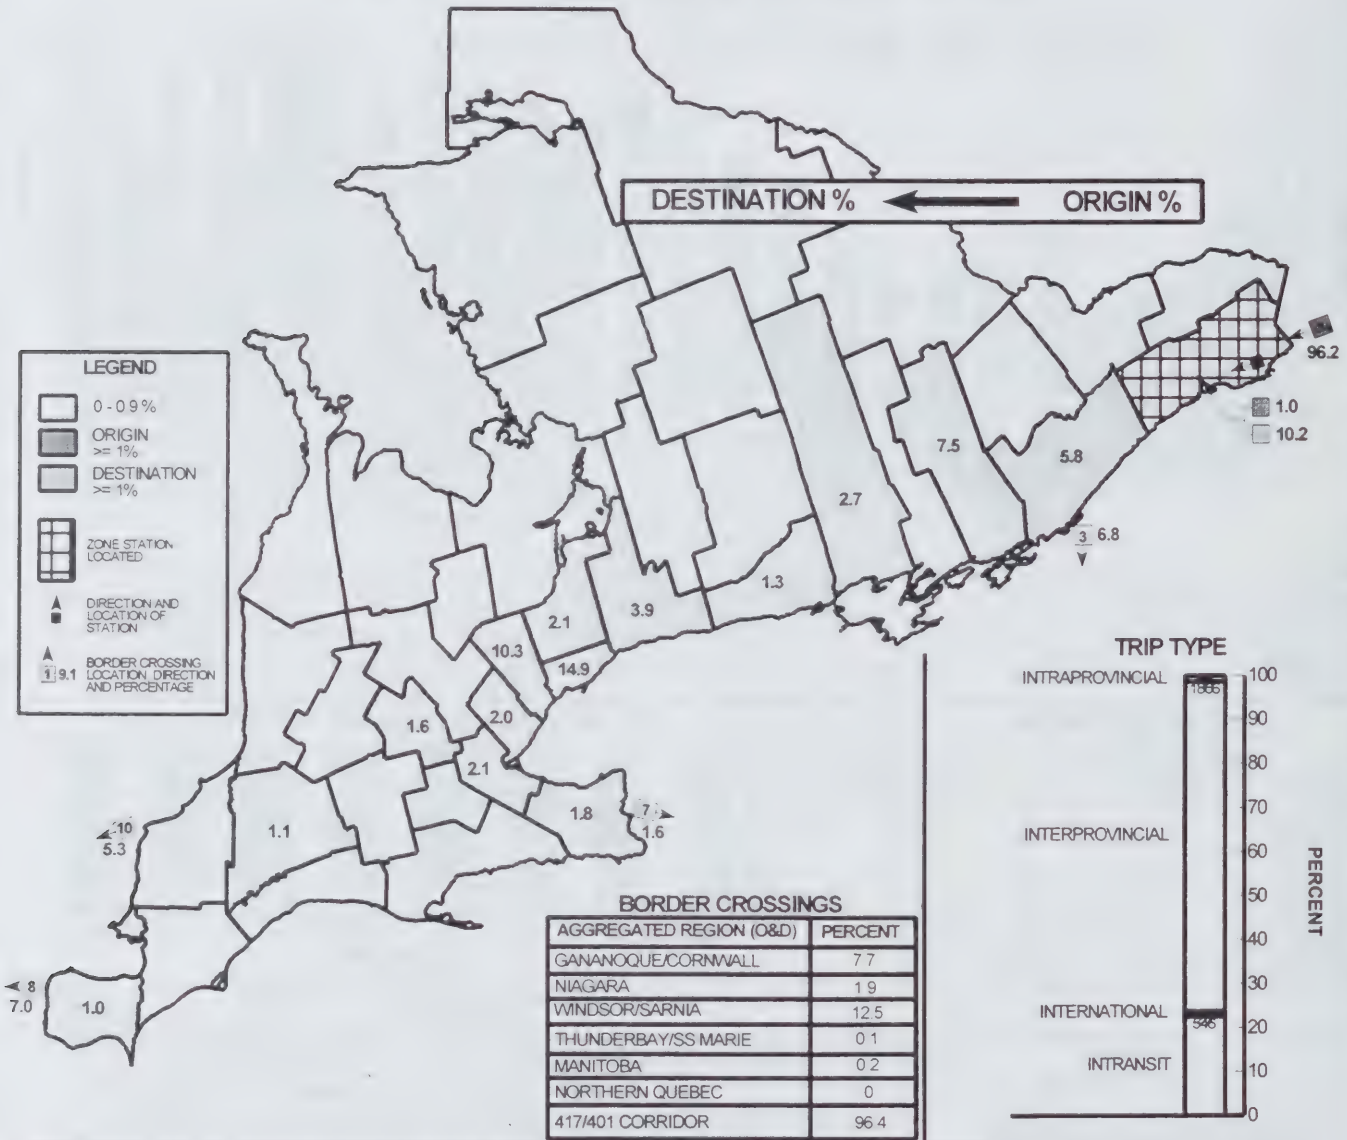 DESTINATION % ORIGIN %
96.2
1.0
10.2
LEGEND
0 - 0.9 %
ORIGIN
>= 1%
DESTINATION
>= 1%
ZONE STATION
LOCATED
DIRECTION AND
LOCATION OF
STATION
1 9.1 BORDER CROSSING
LOCATION, DIRECTION
AND PERCENTAGE
7.5
5.8
2.7
3 6.8
1.3
3.9
2.1
10.3
14.9
2.0
1.6
2.1
1.8
7
1.6
1.1
10
5.3
8
7.0
1.0
TRIP TYPE
INTRAPROVINCIAL
INTERPROVINCIAL
INTERNATIONAL
INTRANSIT
100
90
80
70
60
50
40
30
20
10
0
PERCENT
BORDER CROSSINGS
AGGREGATED REGION (O&D) PERCENT
GANANOQUE/CORNWALL 7.7
NIAGARA 1.9
WINDSOR/SARNIA 12.5
THUNDERBAY/SS MARIE 0.1
MANITOBA 0.2
NORTHERN QUEBEC 0
417/401 CORRIDOR 96.4